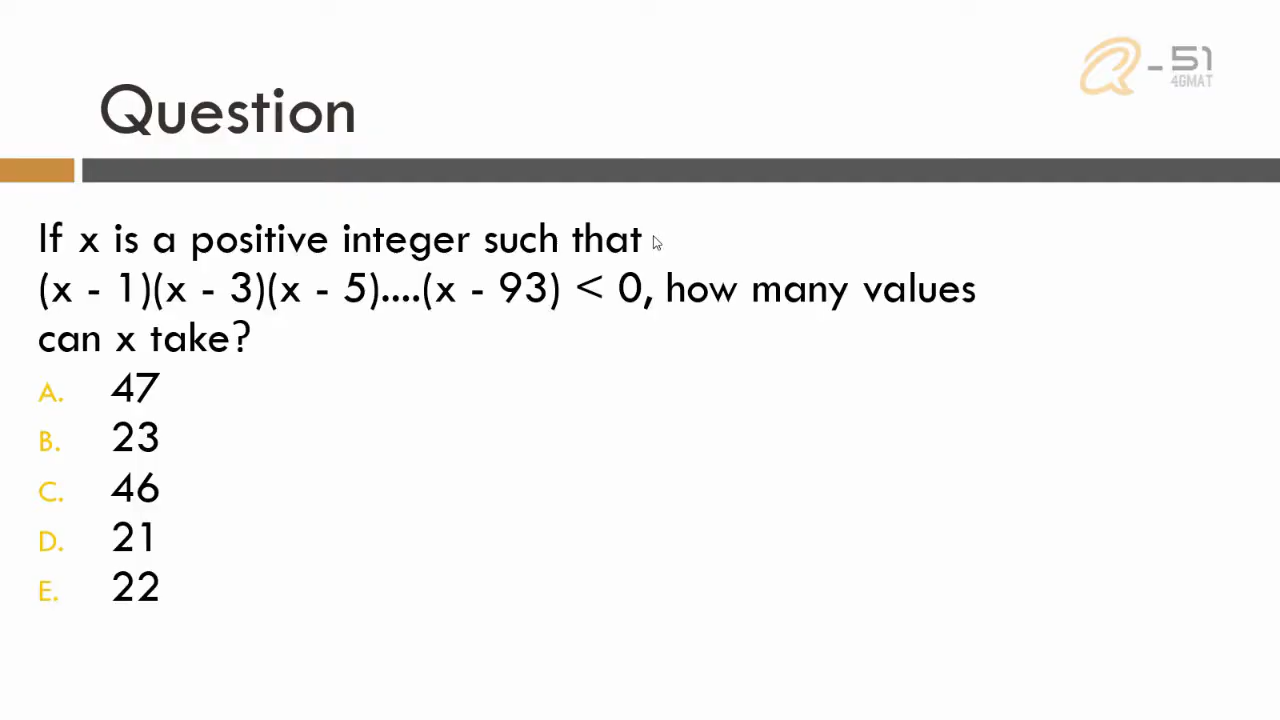 Q-51
4GMAT
Question
If x is a positive integer such that
(x - 1)(x - 3)(x - 5)....(x - 93) < 0, how many values
can x take?
A. 47
B. 23
C. 46
D. 21
E. 22